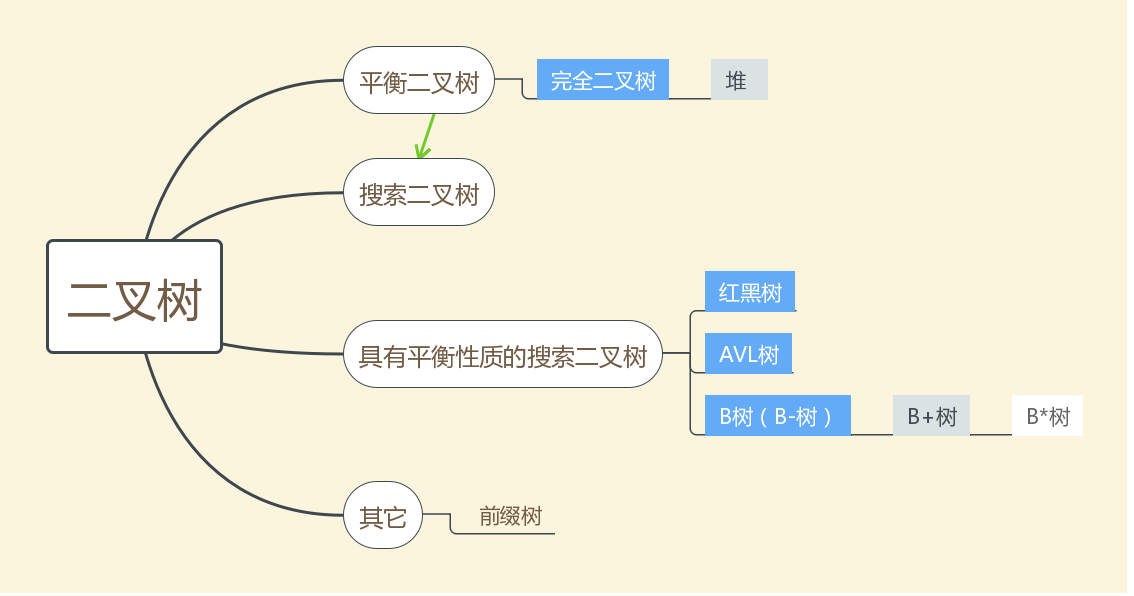 平衡二叉树
完全二叉树
堆
搜索二叉树
二叉树
具有平衡性质的搜索二叉树
红黑树
AVL树
B树（B-树）
B+树
B*树
其它
前缀树